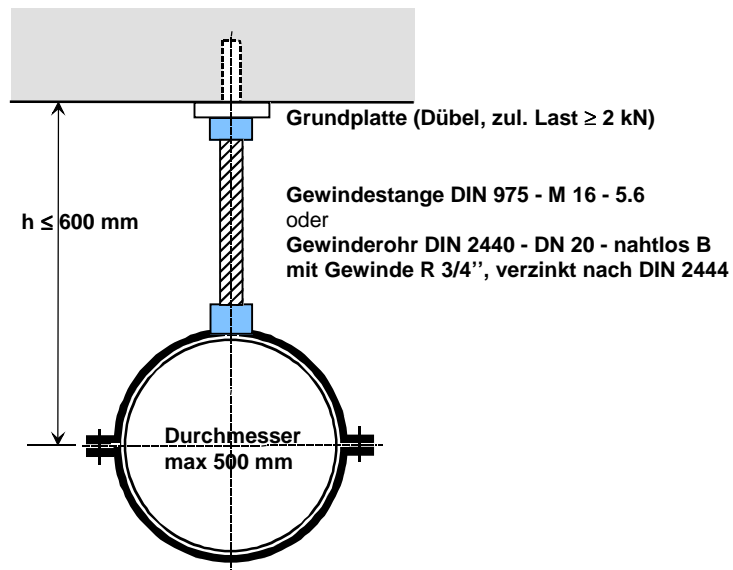 Grundplatte (Dübel, zul. Last ≥ 2 kN)
h ≤ 600 mm
Gewindestange DIN 975 - M 16 - 5.6
oder
Gewinderohr DIN 2440 - DN 20 - nahtlos B
mit Gewinde R 3/4’’, verzinkt nach DIN 2444
Durchmesser
max 500 mm